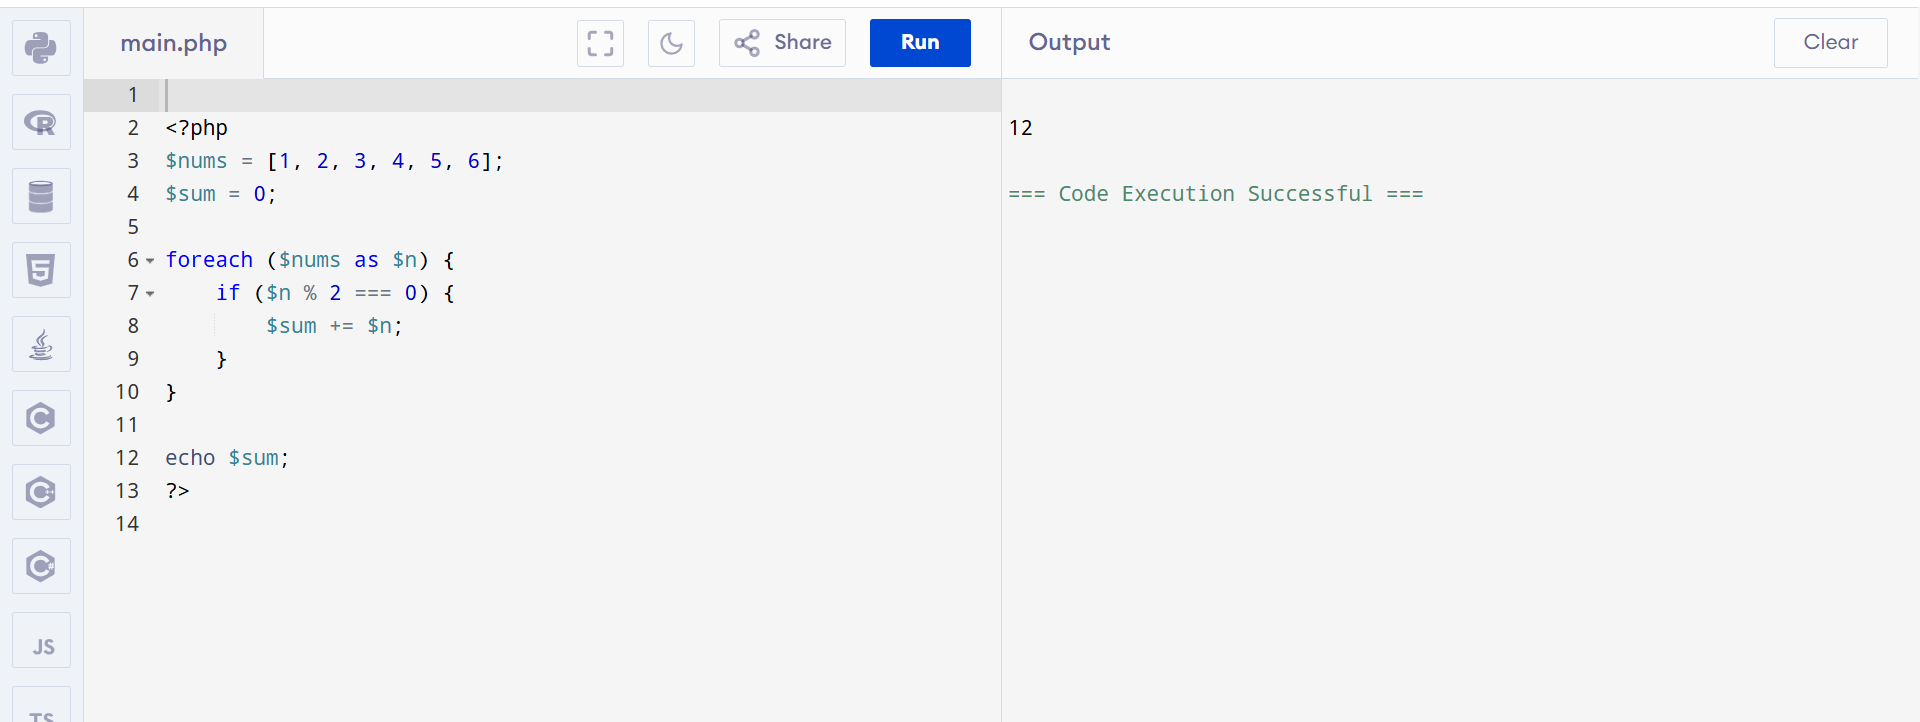 main.php
Share
Run
Output
Clear
1
2 <?php
3 $nums = [1, 2, 3, 4, 5, 6];
4 $sum = 0;
5
6 foreach ($nums as $n) {
7     if ($n % 2 === 0) {
8         $sum += $n;
9     }
10 }
11
12 echo $sum;
13 ?>
14
12
=== Code Execution Successful ===
R
5
C
C++
C#
JS
TS